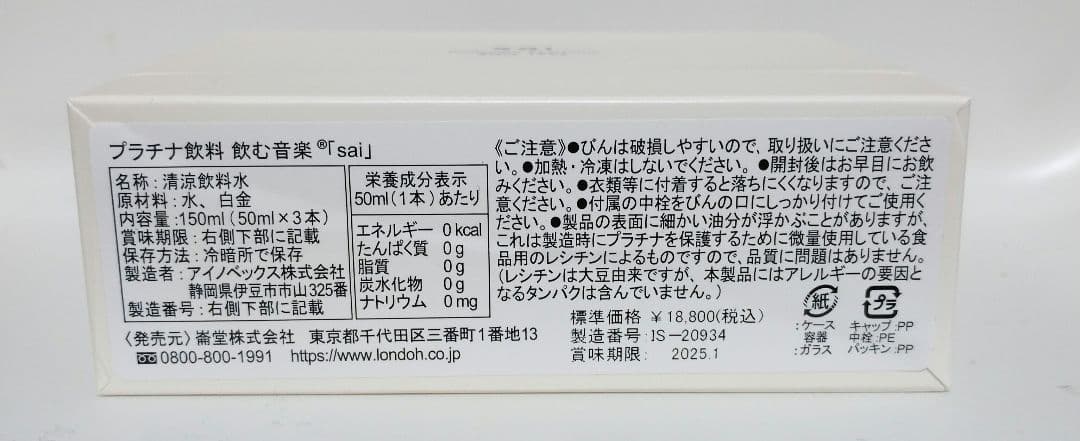 プラチナ飲料 飲む音楽®「sai」
名称:清涼飲料水
原材料:水、白金
内容量:150ml(50ml×3本)
賞味期限:右側下部に記載
保存方法:冷暗所で保存
製造者:アイノベックス株式会社
静岡県伊豆市市山325番
製造番号:右側下部に記載
栄養成分表示
50ml(1本)あたり
エネルギー 0kcal
たんぱく質 0g
脂質 0g
炭水化物 0g
ナトリウム 0mg
〈発売元〉崙堂株式会社 東京都千代田区三番町1番地13
0800-800-1991 https://www.londoh.co.jp
《ご注意》●びんは破損しやすいので、取り扱いにご注意くださ
い。●加熱・冷凍はしないでください。●開封後はお早目にお飲
みください。●衣類等に付着すると落ちにくくなりますので、ご注
意ください。●付属の中栓をびんの口にしっかり付けてご使用く
ださい。●製品の表面に細かい油分が浮かぶことがありますが、
これは製造時にプラチナを保護するために微量使用している食
品用のレシチンによるものですので、品質に問題はありません。
(レシチンは大豆由来ですが、本製品にはアレルギーの要因と
なるタンパクは含んでいません。)
標準価格 ¥18,800(税込)
製造番号:IS-20934
賞味期限: 2025.1
紙
:ケース
容器
:ガラス
プラ
キャップ:PP
中栓:PE
パッキン:PP